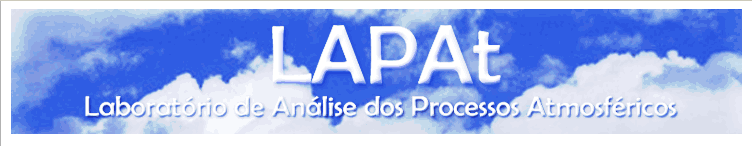 LAPAt
Laboratório de Análise dos Processos Atmosféricos